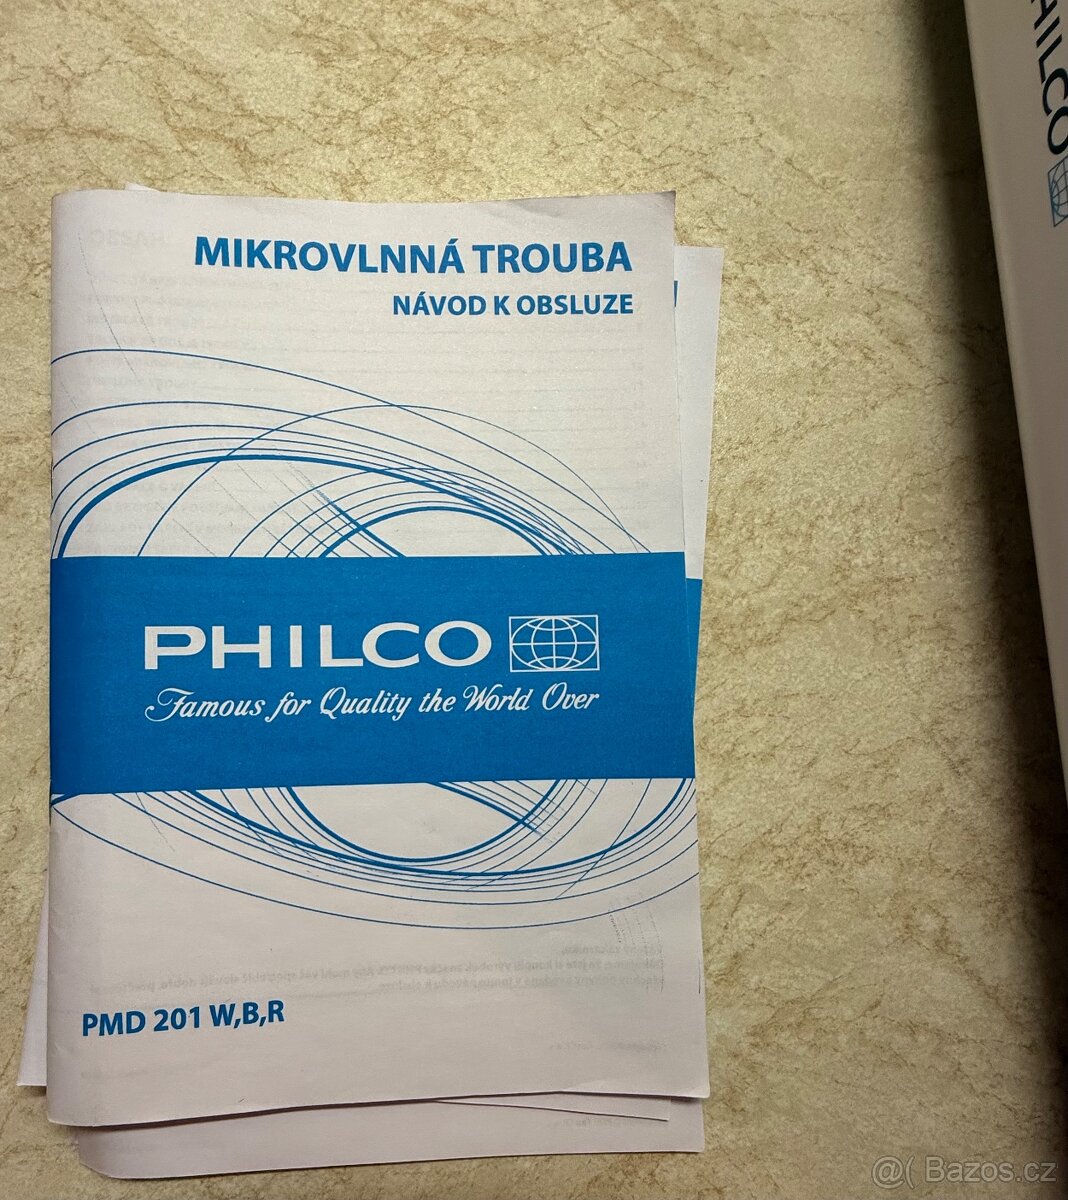 MIKROVLNNÁ TROUBA
NÁVOD K OBSLUZE
PHILCO
Famous for Quality the World Over
PMD 201 W,B,R
PHILCO
@( Bazos.cz